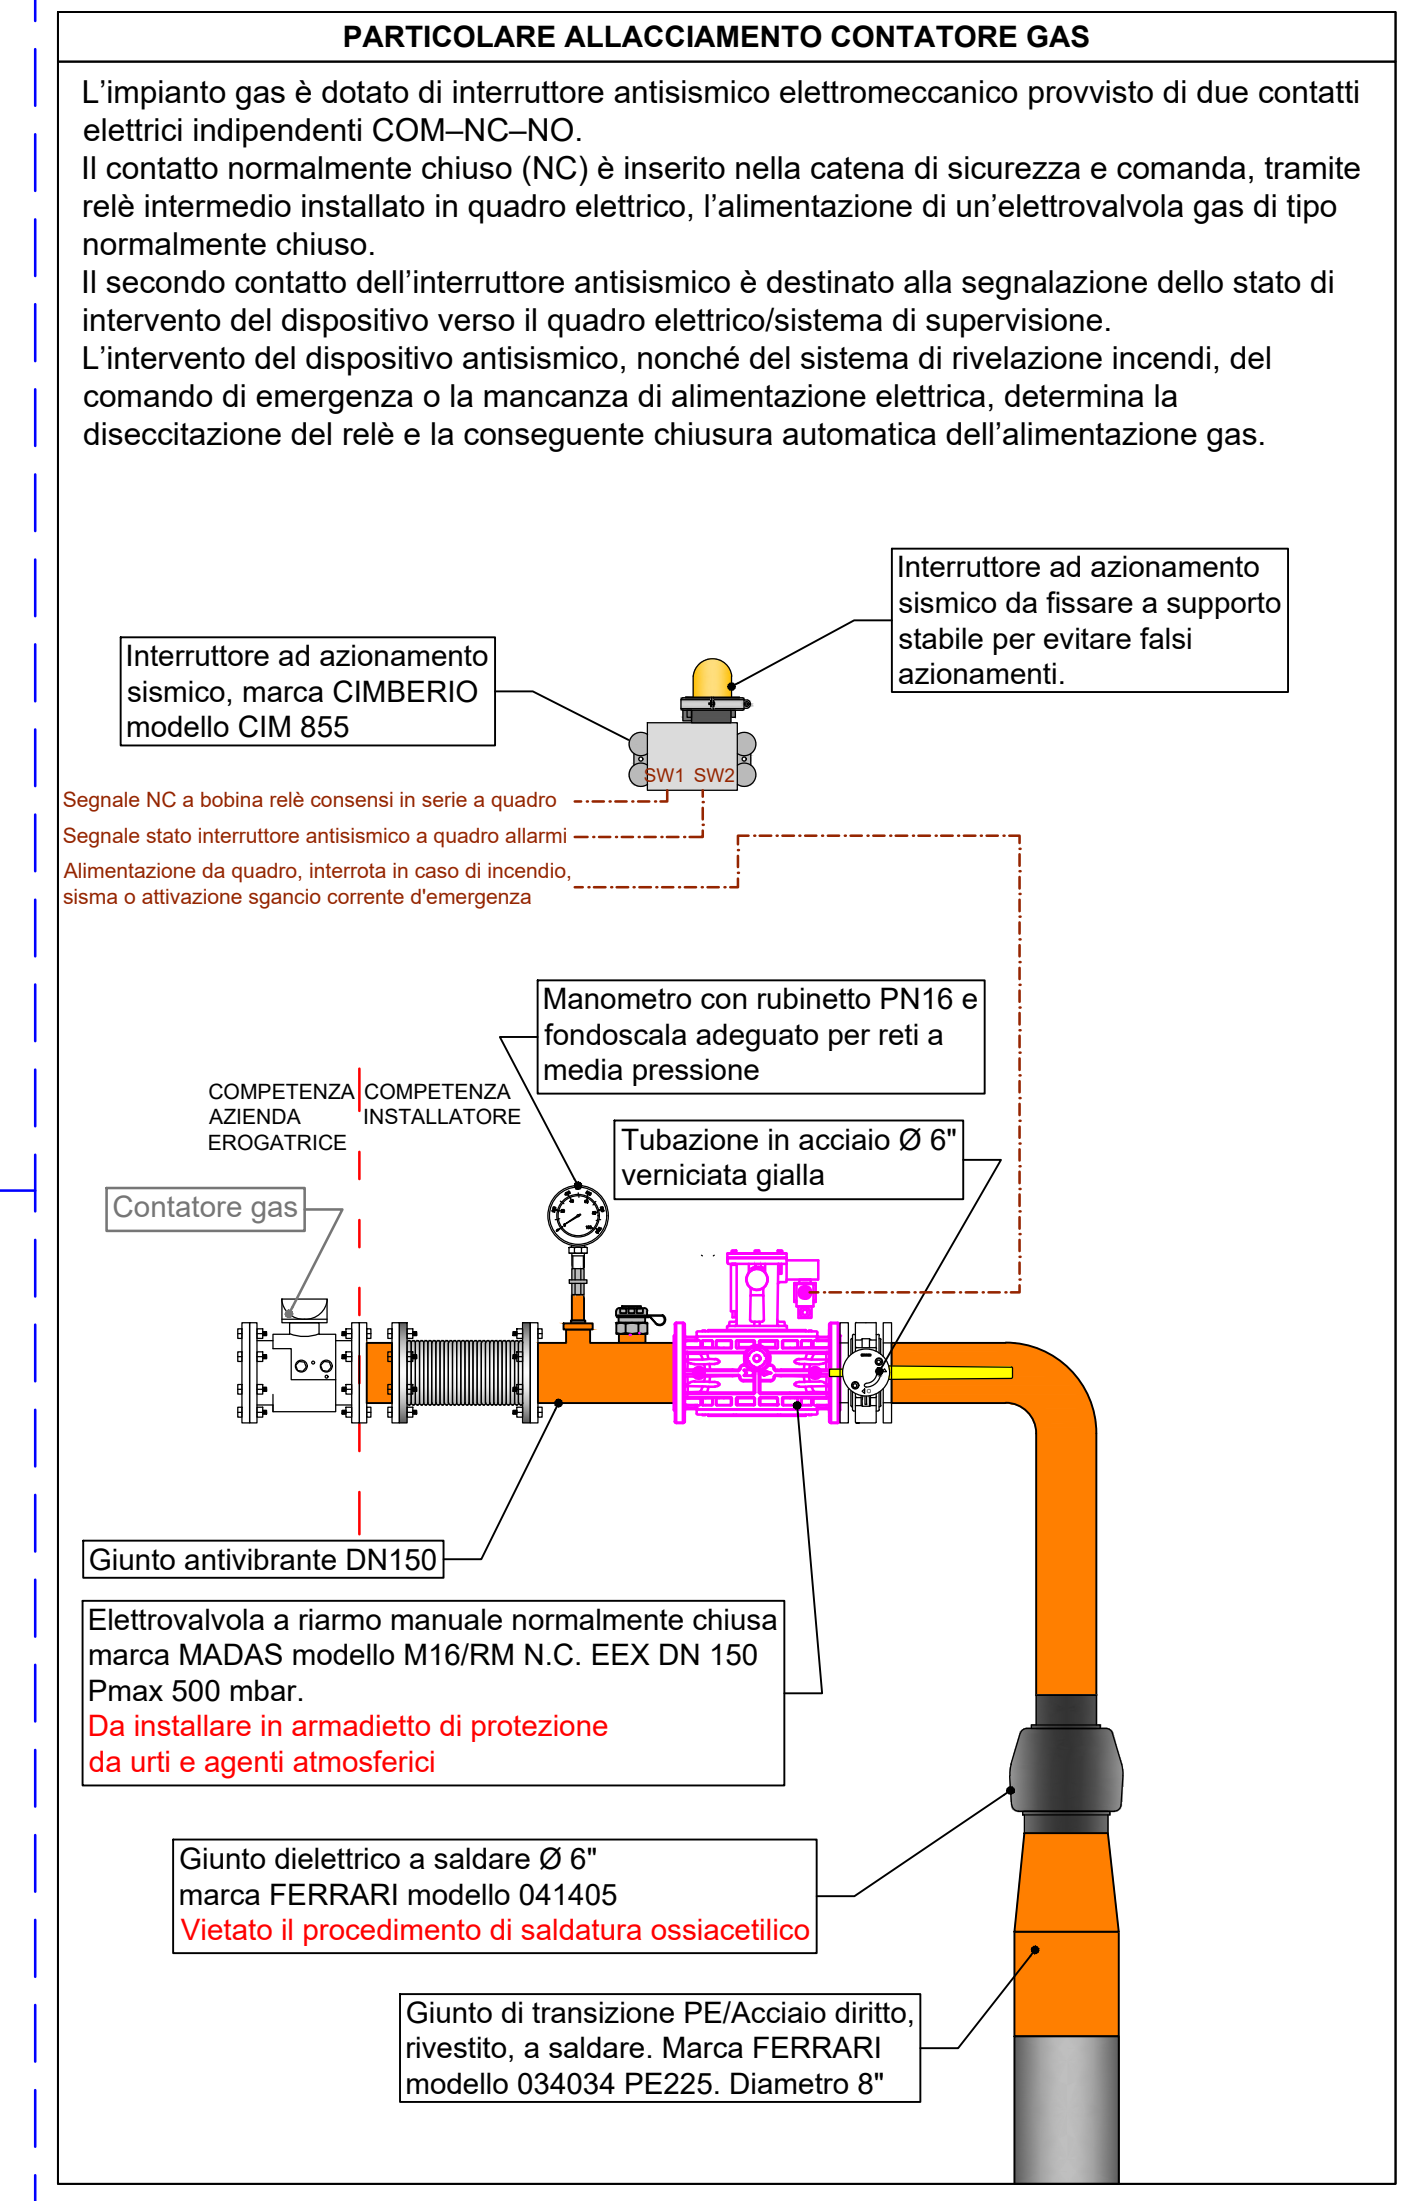 PARTICOLARE ALLACCIAMENTO CONTATORE GAS
L’impianto gas è dotato di interruttore antisismico elettromeccanico provvisto di due contatti
elettrici indipendenti COM–NC–NO.
Il contatto normalmente chiuso (NC) è inserito nella catena di sicurezza e comanda, tramite
relè intermedio installato in quadro elettrico, l’alimentazione di un’elettrovalvola gas di tipo
normalmente chiuso.
Il secondo contatto dell’interruttore antisismico è destinato alla segnalazione dello stato di
intervento del dispositivo verso il quadro elettrico/sistema di supervisione.
L’intervento del dispositivo antisismico, nonché del sistema di rivelazione incendi, del
comando di emergenza o la mancanza di alimentazione elettrica, determina la
diseccitazione del relè e la conseguente chiusura automatica dell’alimentazione gas.
Interruttore ad azionamento
sismico da fissare a supporto
stabile per evitare falsi
azionamenti.
Interruttore ad azionamento
sismico, marca CIMBERIO
modello CIM 855
SW1 SW2
Segnale NC a bobina relè consensi in serie a quadro
Segnale stato interruttore antisismico a quadro allarmi
Alimentazione da quadro, interrota in caso di incendio,
sisma o attivazione sgancio corrente d'emergenza
Manometro con rubinetto PN16 e
fondoscala adeguato per reti a
media pressione
COMPETENZA
AZIENDA
EROGATRICE
COMPETENZA
INSTALLATORE
Tubazione in acciaio Ø 6"
verniciata gialla
Contatore gas
Giunto antivibrante DN150
Elettrovalvola a riarmo manuale normalmente chiusa
marca MADAS modello M16/RM N.C. EEX DN 150
Pmax 500 mbar.
Da installare in armadietto di protezione
da urti e agenti atmosferici
Giunto dielettrico a saldare Ø 6"
marca FERRARI modello 041405
Vietato il procedimento di saldatura ossiacetilico
Giunto di transizione PE/Acciaio diritto,
rivestito, a saldare. Marca FERRARI
modello 034034 PE225. Diametro 8"